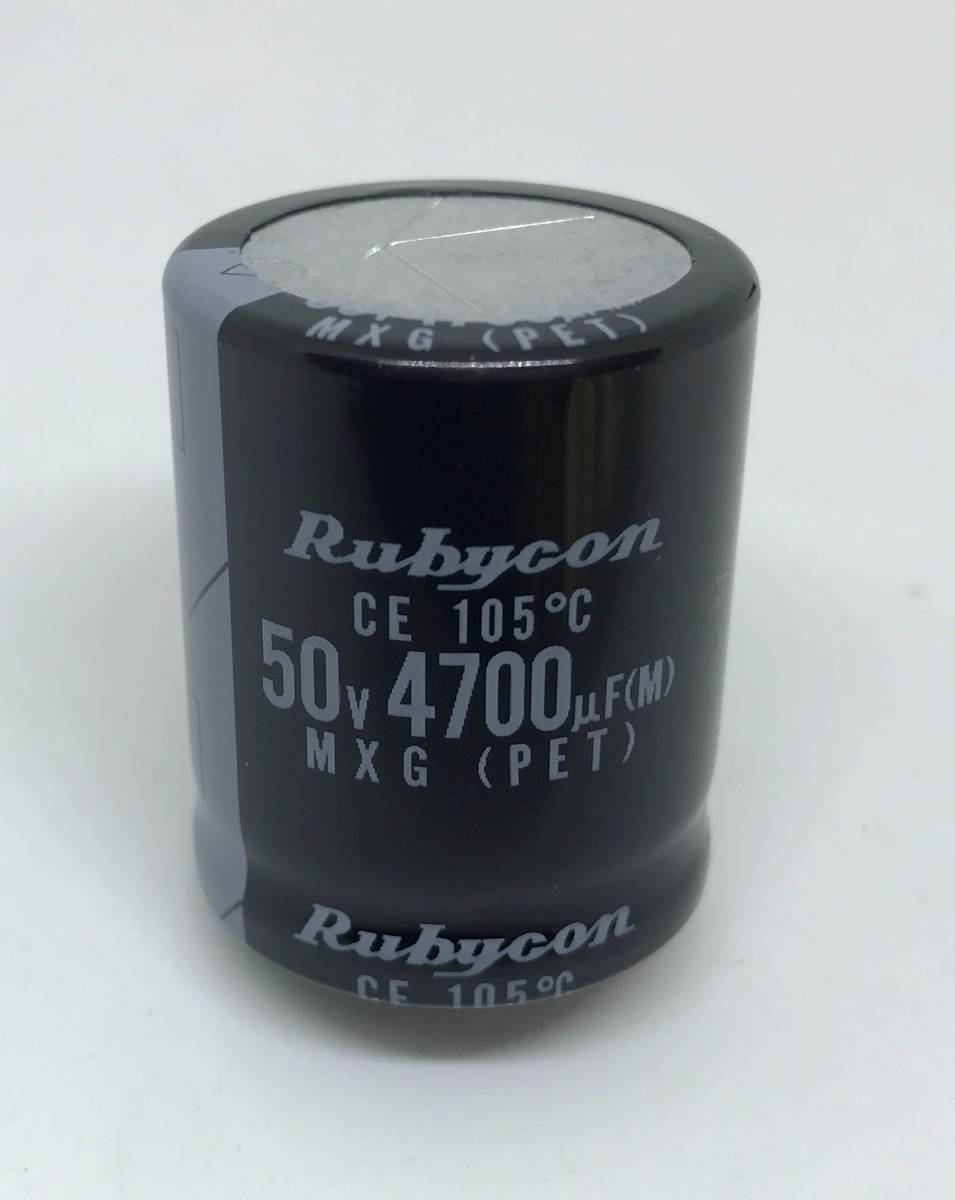 MXG (PET)
Rubycon
CE 105°C
50V 4700µF(M)
MXG (PET)
Rubycon
CE 105°C